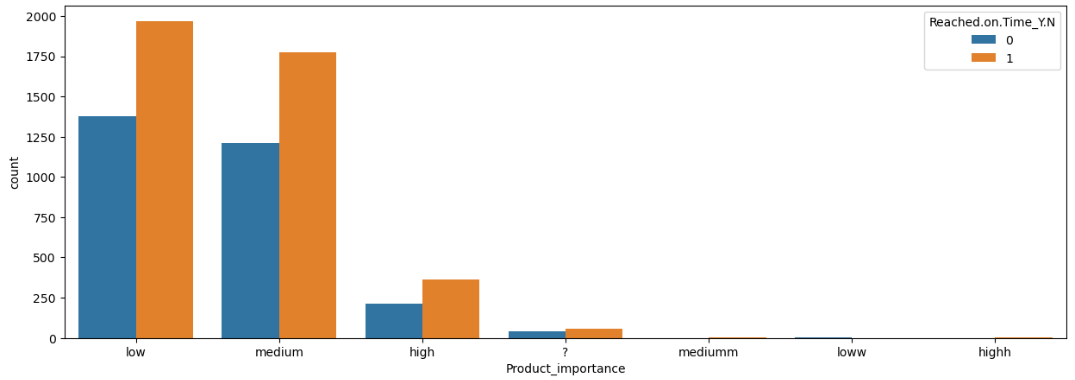 Reached.on.Time_Y.N
0
1
2000
1750
1500
1250
1000
750
500
250
0
count
low medium high ? mediumm loww highh
Product_importance